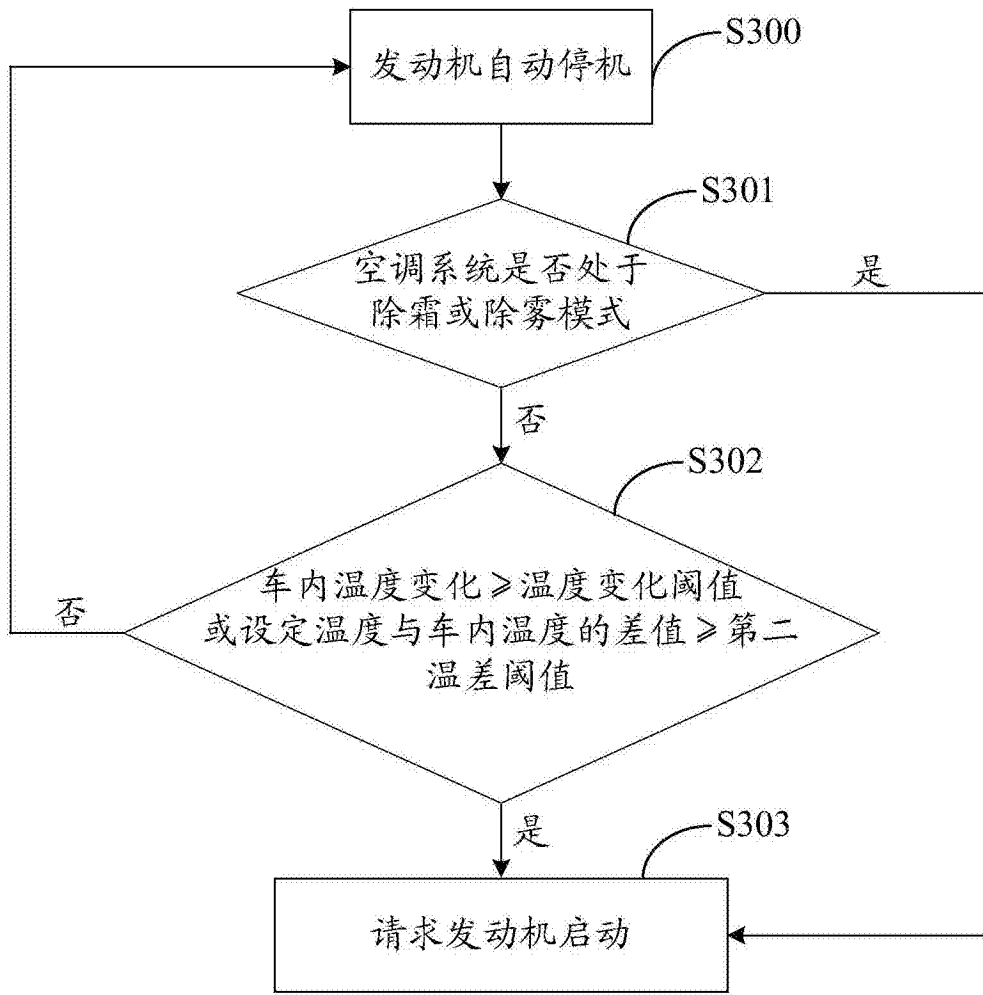 S300
发动机自动停机
S301
空调系统是否处于
除霜或除雾模式
是
否
S302
车内温度变化≥温度变化阈值
或设定温度与车内温度的差值≥第二
温差阈值
否
是
S303
请求发动机启动